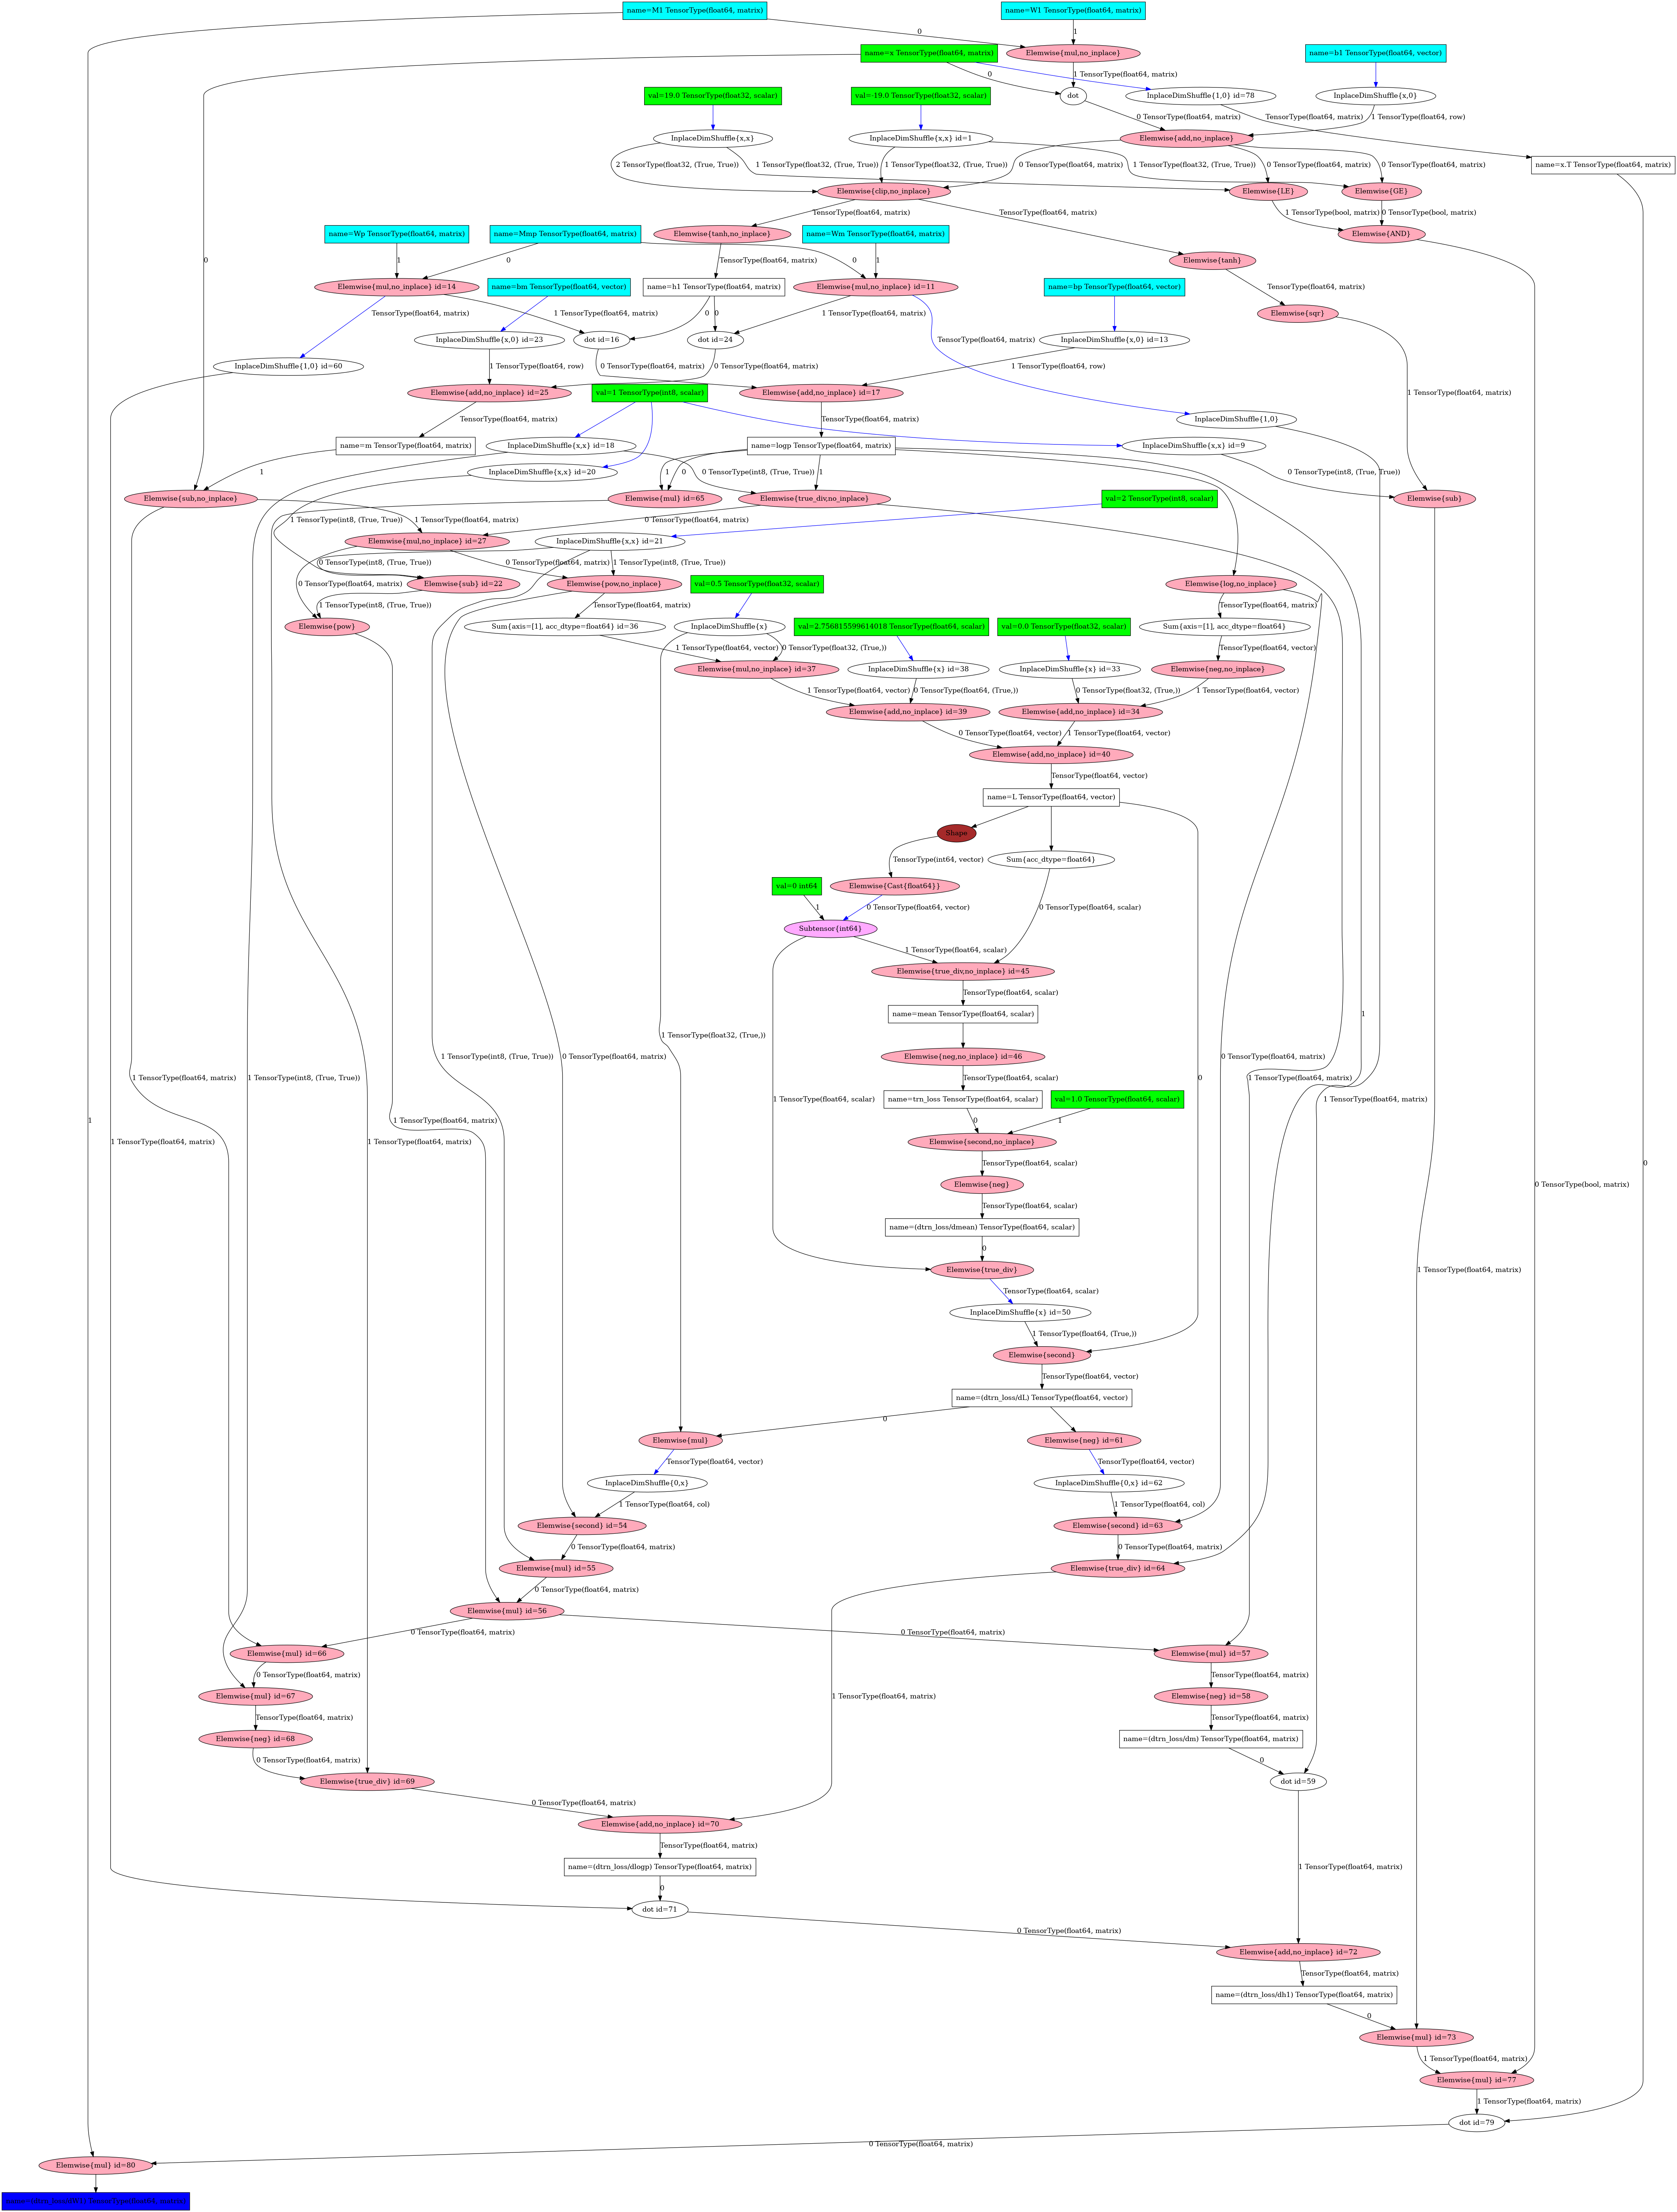 name=M1 TensorType(float64, matrix)
name=W1 TensorType(float64, matrix)
0
1
name=x TensorType(float64, matrix)
Elemwise{mul,no_inplace}
name=b1 TensorType(float64, vector)
0
1 TensorType(float64, matrix)
val=19.0 TensorType(float32, scalar)
val=-19.0 TensorType(float32, scalar)
dot
InplaceDimShuffle{1,0} id=78
InplaceDimShuffle{x,0}
0 TensorType(float64, matrix)
TensorType(float64, matrix)
1 TensorType(float64, row)
InplaceDimShuffle{x,x}
InplaceDimShuffle{x,x} id=1
Elemwise{add,no_inplace}
2 TensorType(float32, (True, True))
1 TensorType(float32, (True, True))
1 TensorType(float32, (True, True))
0 TensorType(float64, matrix)
1 TensorType(float32, (True, True))
0 TensorType(float64, matrix)
0 TensorType(float64, matrix)
name=x.T TensorType(float64, matrix)
Elemwise{clip,no_inplace}
Elemwise{LE}
Elemwise{GE}
TensorType(float64, matrix)
TensorType(float64, matrix)
1 TensorType(bool, matrix)
0 TensorType(bool, matrix)
name=Wp TensorType(float64, matrix)
name=Mmp TensorType(float64, matrix)
Elemwise{tanh,no_inplace}
name=Wm TensorType(float64, matrix)
Elemwise{AND}
0
1
0
TensorType(float64, matrix)
0
1
Elemwise{tanh}
Elemwise{mul,no_inplace} id=14
name=bm TensorType(float64, vector)
name=h1 TensorType(float64, matrix)
Elemwise{mul,no_inplace} id=11
name=bp TensorType(float64, vector)
TensorType(float64, matrix)
TensorType(float64, matrix)
1 TensorType(float64, matrix)
0
0
1 TensorType(float64, matrix)
Elemwise{sqr}
InplaceDimShuffle{x,0} id=23
dot id=16
dot id=24
TensorType(float64, matrix)
InplaceDimShuffle{x,0} id=13
InplaceDimShuffle{1,0} id=60
1 TensorType(float64, row)
0 TensorType(float64, matrix)
0 TensorType(float64, matrix)
1 TensorType(float64, row)
Elemwise{add,no_inplace} id=25
val=1 TensorType(int8, scalar)
Elemwise{add,no_inplace} id=17
1 TensorType(float64, matrix)
TensorType(float64, matrix)
TensorType(float64, matrix)
InplaceDimShuffle{1,0}
name=m TensorType(float64, matrix)
InplaceDimShuffle{x,x} id=18
name=logp TensorType(float64, matrix)
InplaceDimShuffle{x,x} id=9
1
InplaceDimShuffle{x,x} id=20
1
0
0 TensorType(int8, (True, True))
1
0 TensorType(int8, (True, True))
Elemwise{sub,no_inplace}
Elemwise{mul} id=65
Elemwise{true_div,no_inplace}
val=2 TensorType(int8, scalar)
Elemwise{sub}
1 TensorType(int8, (True, True))
1 TensorType(float64, matrix)
0 TensorType(float64, matrix)
Elemwise{mul,no_inplace} id=27
InplaceDimShuffle{x,x} id=21
0 TensorType(int8, (True, True))
0 TensorType(float64, matrix)
1 TensorType(int8, (True, True))
0 TensorType(float64, matrix)
Elemwise{sub} id=22
Elemwise{pow,no_inplace}
val=0.5 TensorType(float32, scalar)
Elemwise{log,no_inplace}
1 TensorType(int8, (True, True))
TensorType(float64, matrix)
TensorType(float64, matrix)
Elemwise{pow}
Sum{axis=[1], acc_dtype=float64} id=36
InplaceDimShuffle{x}
val=2.756815599614018 TensorType(float64, scalar)
val=0.0 TensorType(float32, scalar)
Sum{axis=[1], acc_dtype=float64}
1 TensorType(float64, vector)
0 TensorType(float32, (True,))
TensorType(float64, vector)
Elemwise{mul,no_inplace} id=37
InplaceDimShuffle{x} id=38
InplaceDimShuffle{x} id=33
Elemwise{neg,no_inplace}
1 TensorType(float64, vector)
0 TensorType(float64, (True,))
0 TensorType(float32, (True,))
1 TensorType(float64, vector)
Elemwise{add,no_inplace} id=39
Elemwise{add,no_inplace} id=34
0 TensorType(float64, vector)
1 TensorType(float64, vector)
Elemwise{add,no_inplace} id=40
TensorType(float64, vector)
name=L TensorType(float64, vector)
Shape
TensorType(int64, vector)
Sum{acc_dtype=float64}
val=0 int64
Elemwise{Cast{float64}}
1
0 TensorType(float64, vector)
0 TensorType(float64, scalar)
Subtensor{int64}
1 TensorType(float64, scalar)
Elemwise{true_div,no_inplace} id=45
TensorType(float64, scalar)
name=mean TensorType(float64, scalar)
1
1 TensorType(float32, (True,))
1 TensorType(int8, (True, True))
0 TensorType(float64, matrix)
Elemwise{neg,no_inplace} id=46
0 TensorType(float64, matrix)
1 TensorType(float64, matrix)
1 TensorType(int8, (True, True))
TensorType(float64, scalar)
0
1 TensorType(float64, matrix)
1 TensorType(float64, scalar)
name=trn_loss TensorType(float64, scalar)
val=1.0 TensorType(float64, scalar)
1 TensorType(float64, matrix)
1
1 TensorType(float64, matrix)
0
1
1 TensorType(float64, matrix)
1 TensorType(float64, matrix)
Elemwise{second,no_inplace}
TensorType(float64, scalar)
0
Elemwise{neg}
0 TensorType(bool, matrix)
TensorType(float64, scalar)
name=(dtrn_loss/dmean) TensorType(float64, scalar)
0
Elemwise{true_div}
1 TensorType(float64, matrix)
TensorType(float64, scalar)
InplaceDimShuffle{x} id=50
1 TensorType(float64, (True,))
Elemwise{second}
TensorType(float64, vector)
name=(dtrn_loss/dL) TensorType(float64, vector)
0
Elemwise{mul}
Elemwise{neg} id=61
TensorType(float64, vector)
TensorType(float64, vector)
InplaceDimShuffle{0,x}
InplaceDimShuffle{0,x} id=62
1 TensorType(float64, col)
1 TensorType(float64, col)
Elemwise{second} id=54
Elemwise{second} id=63
0 TensorType(float64, matrix)
0 TensorType(float64, matrix)
Elemwise{mul} id=55
Elemwise{true_div} id=64
0 TensorType(float64, matrix)
Elemwise{mul} id=56
0 TensorType(float64, matrix)
0 TensorType(float64, matrix)
Elemwise{mul} id=66
Elemwise{mul} id=57
0 TensorType(float64, matrix)
TensorType(float64, matrix)
Elemwise{mul} id=67
1 TensorType(float64, matrix)
Elemwise{neg} id=58
TensorType(float64, matrix)
TensorType(float64, matrix)
Elemwise{neg} id=68
name=(dtrn_loss/dm) TensorType(float64, matrix)
0 TensorType(float64, matrix)
0
Elemwise{true_div} id=69
dot id=59
0 TensorType(float64, matrix)
Elemwise{add,no_inplace} id=70
TensorType(float64, matrix)
name=(dtrn_loss/dlogp) TensorType(float64, matrix)
1 TensorType(float64, matrix)
0
dot id=71
0 TensorType(float64, matrix)
Elemwise{add,no_inplace} id=72
TensorType(float64, matrix)
name=(dtrn_loss/dh1) TensorType(float64, matrix)
0
Elemwise{mul} id=73
1 TensorType(float64, matrix)
Elemwise{mul} id=77
1 TensorType(float64, matrix)
dot id=79
0 TensorType(float64, matrix)
Elemwise{mul} id=80
name=(dtrn_loss/dW1) TensorType(float64, matrix)